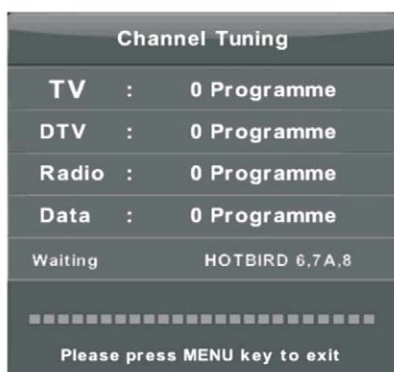 Channel Tuning
TV : 0 Programme
DTV : 0 Programme
Radio : 0 Programme
Data : 0 Programme
Waiting HOTBIRD 6,7A,8
Please press MENU key to exit